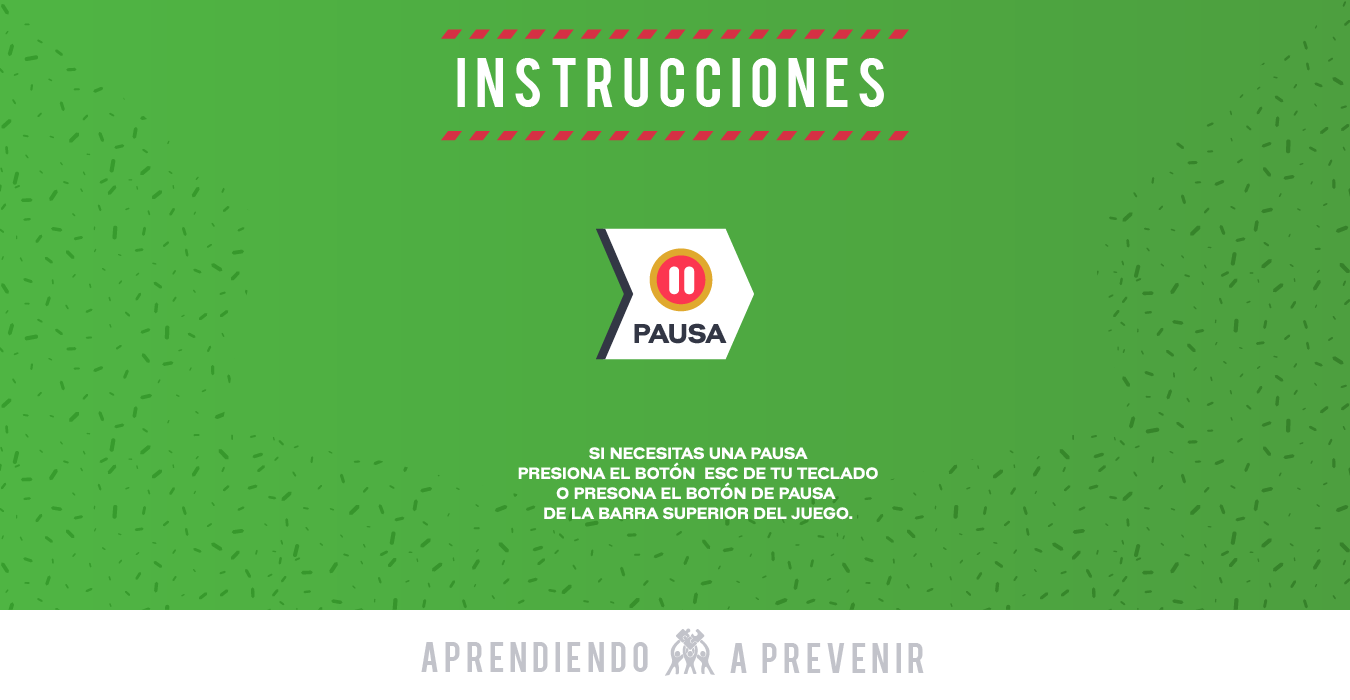 INSTRUCCIONES
PAUSA
SI NECESITAS UNA PAUSA
PRESIONA EL BOTÓN ESC DE TU TECLADO
O PRESONA EL BOTÓN DE PAUSA
DE LA BARRA SUPERIOR DEL JUEGO.
APRENDIENDO A PREVENIR